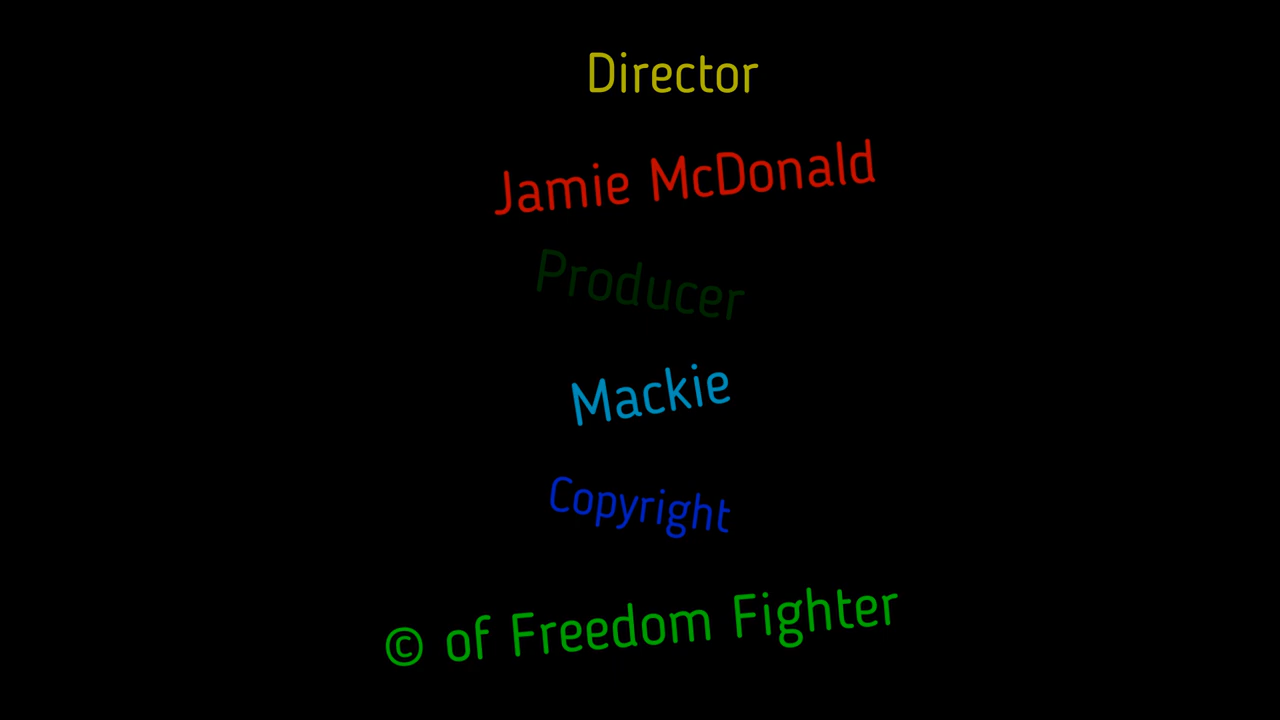 Director
Jamie McDonald
Producer
Mackie
Copyright
© of Freedom Fighter